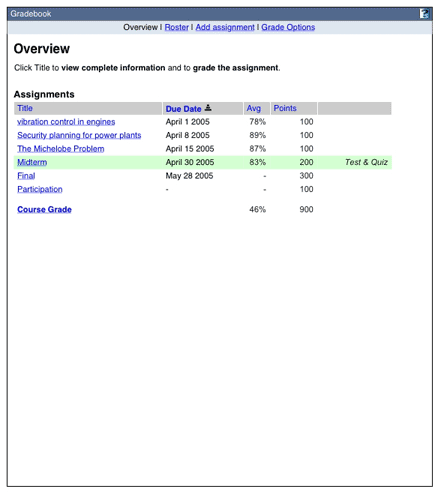 Gradebook
Overview | Roster | Add assignment | Grade Options
Overview
Click Title to view complete information and to grade the assignment.
Assignments
Title Due Date Avg Points
vibration control in engines April 1 2005 78% 100
Security planning for power plants April 8 2005 89% 100
The Michelobe Problem April 15 2005 87% 100
Midterm April 30 2005 83% 200 Test & Quiz
Final May 28 2005 - 300
Participation - - 100
Course Grade 46% 900